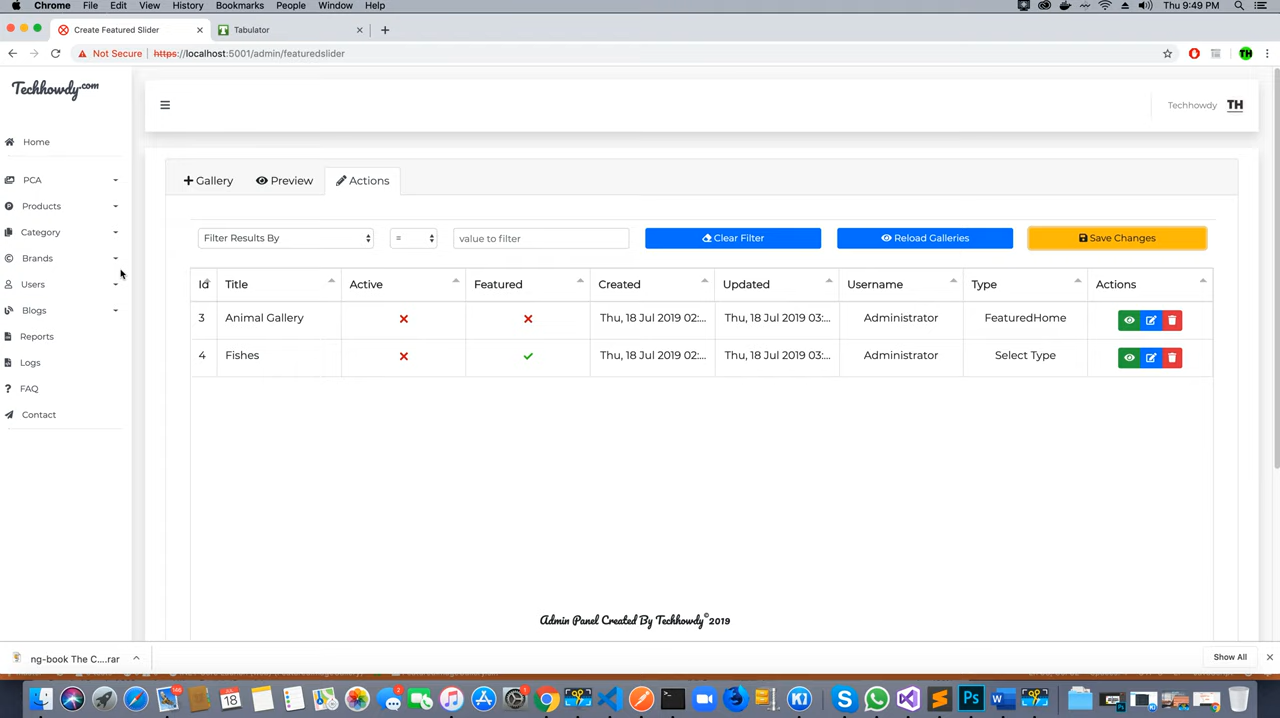 Chrome File Edit View History Bookmarks People Window Help Thu 9:49 PM
Create Featured Slider Tabulator
Not Secure https://localhost:5001/admin/featuredslider
Techhowdy.com
Techhowdy TH
Home
PCA
Products
Category
Brands
Users
Blogs
Reports
Logs
FAQ
Contact
Gallery Preview Actions
Filter Results By = value to filter Clear Filter Reload Galleries Save Changes
Id Title Active Featured Created Updated Username Type Actions
3 Animal Gallery Thu, 18 Jul 2019 02:... Thu, 18 Jul 2019 03:... Administrator FeaturedHome
4 Fishes Thu, 18 Jul 2019 02:... Thu, 18 Jul 2019 03:... Administrator Select Type
Admin Panel Created By Techhowdy©2019
ng-book The C....rar Show All